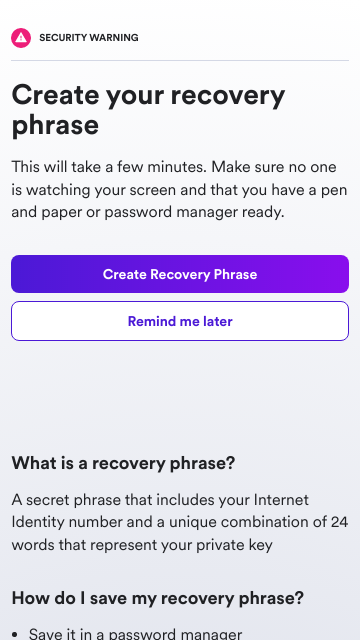 SECURITY WARNING
Create your recovery
phrase
This will take a few minutes. Make sure no one
is watching your screen and that you have a pen
and paper or password manager ready.
Create Recovery Phrase
Remind me later
What is a recovery phrase?
A secret phrase that includes your Internet
Identity number and a unique combination of 24
words that represent your private key
How do I save my recovery phrase?
• Save it in a password manager